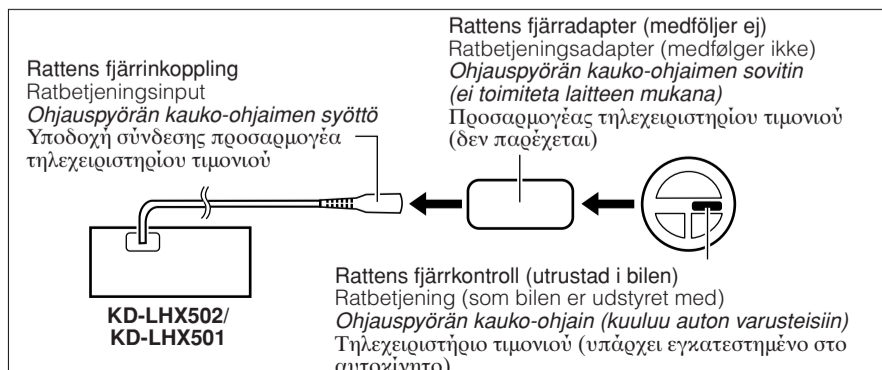 Rattens fjärrinkoppling
Ratbetjeningsinput
Ohjauspyörän kauko-ohjaimen syöttö
Υποδοχή σύνδεσης προσαρμογέα
τηλεχειριστηρίου τιμονιού
Rattens fjärradapter (medföljer ej)
Ratbetjeningsadapter (medfølger ikke)
Ohjauspyörän kauko-ohjaimen sovitin
(ei toimiteta laitteen mukana)
Προσαρμογέας τηλεχειριστηρίου τιμονιού
(δεν παρέχεται)
KD-LHX502/
KD-LHX501
Rattens fjärrkontroll (utrustad i bilen)
Ratbetjening (som bilen er udstyret med)
Ohjauspyörän kauko-ohjain (kuuluu auton varusteisiin)
Τηλεχειριστήριο τιμονιού (υπάρχει εγκατεστημένο στο
αυτοκίνητο)